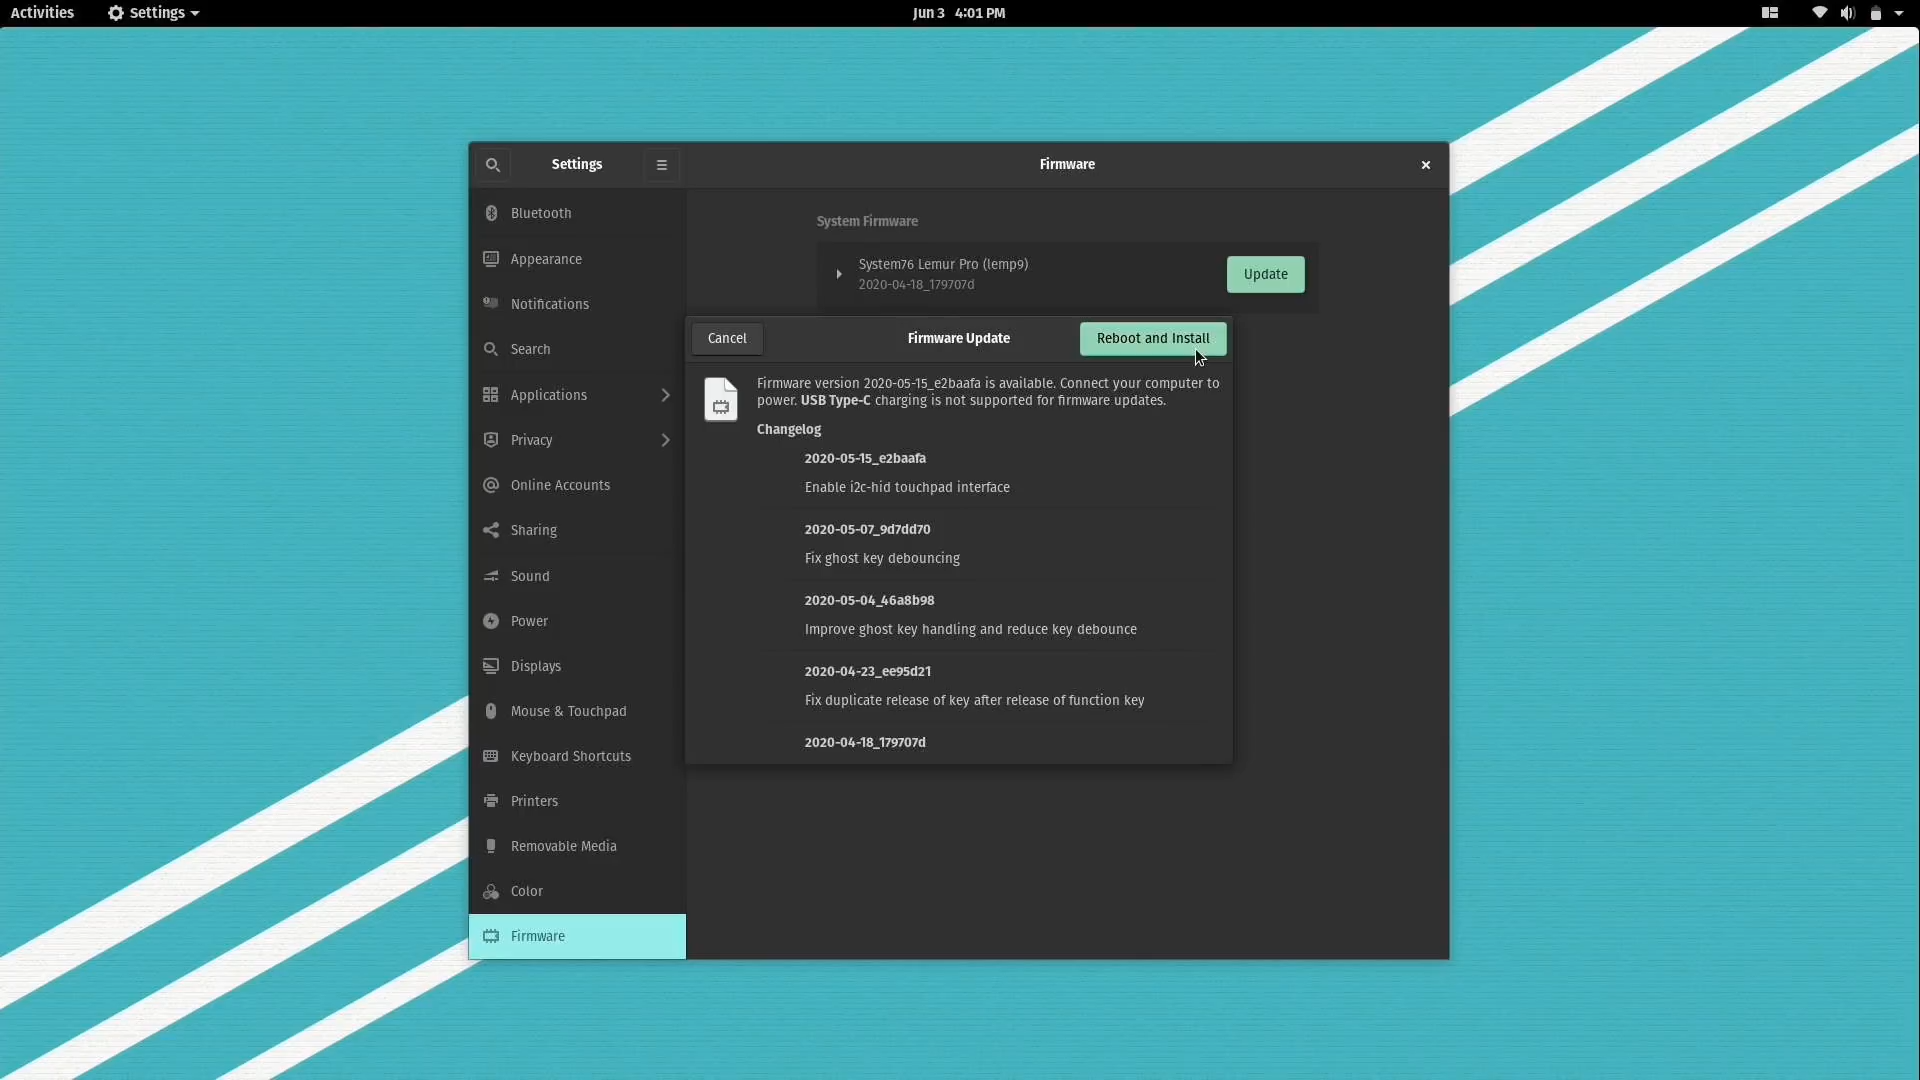 Activities
Settings
Jun 3 4:01 PM
Settings
Firmware
Bluetooth
Appearance
Notifications
Search
Applications
Privacy
Online Accounts
Sharing
Sound
Power
Displays
Mouse & Touchpad
Keyboard Shortcuts
Printers
Removable Media
Color
Firmware
System Firmware
System76 Lemur Pro (lemp9)
2020-04-18_179707d
Update
Cancel
Firmware Update
Reboot and Install
Firmware version 2020-05-15_e2baafa is available. Connect your computer to
power. USB Type-C charging is not supported for firmware updates.
Changelog
2020-05-15_e2baafa
Enable i2c-hid touchpad interface
2020-05-07_9d7dd70
Fix ghost key debouncing
2020-05-04_46a8b98
Improve ghost key handling and reduce key debounce
2020-04-23_ee95d21
Fix duplicate release of key after release of function key
2020-04-18_179707d